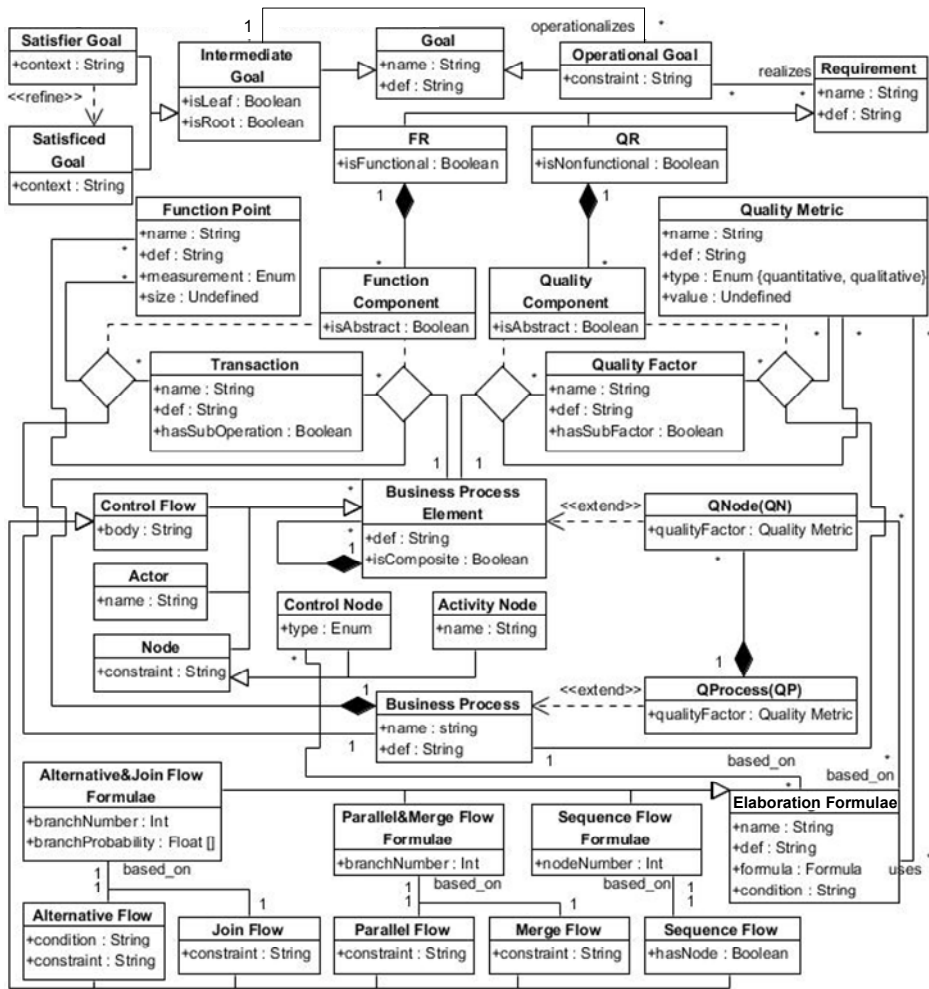 1
operationalizes
*
Satisfier Goal
+context : String
<<refine>>
Satisficed
Goal
+context : String
Intermediate
Goal
+isLeaf : Boolean
+isRoot : Boolean
Goal
+name : String
+def : String
Operational Goal
+constraint : String
realizes
*
*
Requirement
+name : String
+def : String
FR
+isFunctional : Boolean
1
QR
+isNonfunctional : Boolean
1
Function Point
+name : String
+def : String
+measurement : Enum
+size : Undefined
*
*
*
Function
Component
+isAbstract : Boolean
*
Quality
Component
+isAbstract : Boolean
Quality Metric
+name : String
+def : String
+type : Enum {quantitative, qualitative}
+value : Undefined
*
*
*
*
Transaction
+name : String
+def : String
+hasSubOperation : Boolean
*
*
Quality Factor
+name : String
+def : String
+hasSubFactor : Boolean
*
1
1
Control Flow
+body : String
*
*
1
Business Process
Element
+def : String
+isComposite : Boolean
<<extend>>
QNode(QN)
+qualityFactor : Quality Metric
*
*
Actor
+name : String
Node
+constraint : String
Control Node
+type : Enum
*
Activity Node
+name : String
1
Business Process
+name : string
+def : String
1
1
<<extend>>
1
QProcess(QP)
+qualityFactor : Quality Metric
based_on
*
based_on
Alternative&Join Flow
Formulae
+branchNumber : Int
+branchProbability : Float []
1
1
based_on
Parallel&Merge Flow
Formulae
+branchNumber : Int
1
1
based_on
Sequence Flow
Formulae
+nodeNumber : Int
based_on
1
1
Elaboration Formulae
+name : String
+def : String
+formula : Formula
+condition : String
uses
*
Alternative Flow
+condition : String
+constraint : String
1
Join Flow
+constraint : String
Parallel Flow
+constraint : String
1
Merge Flow
+constraint : String
Sequence Flow
+hasNode : Boolean